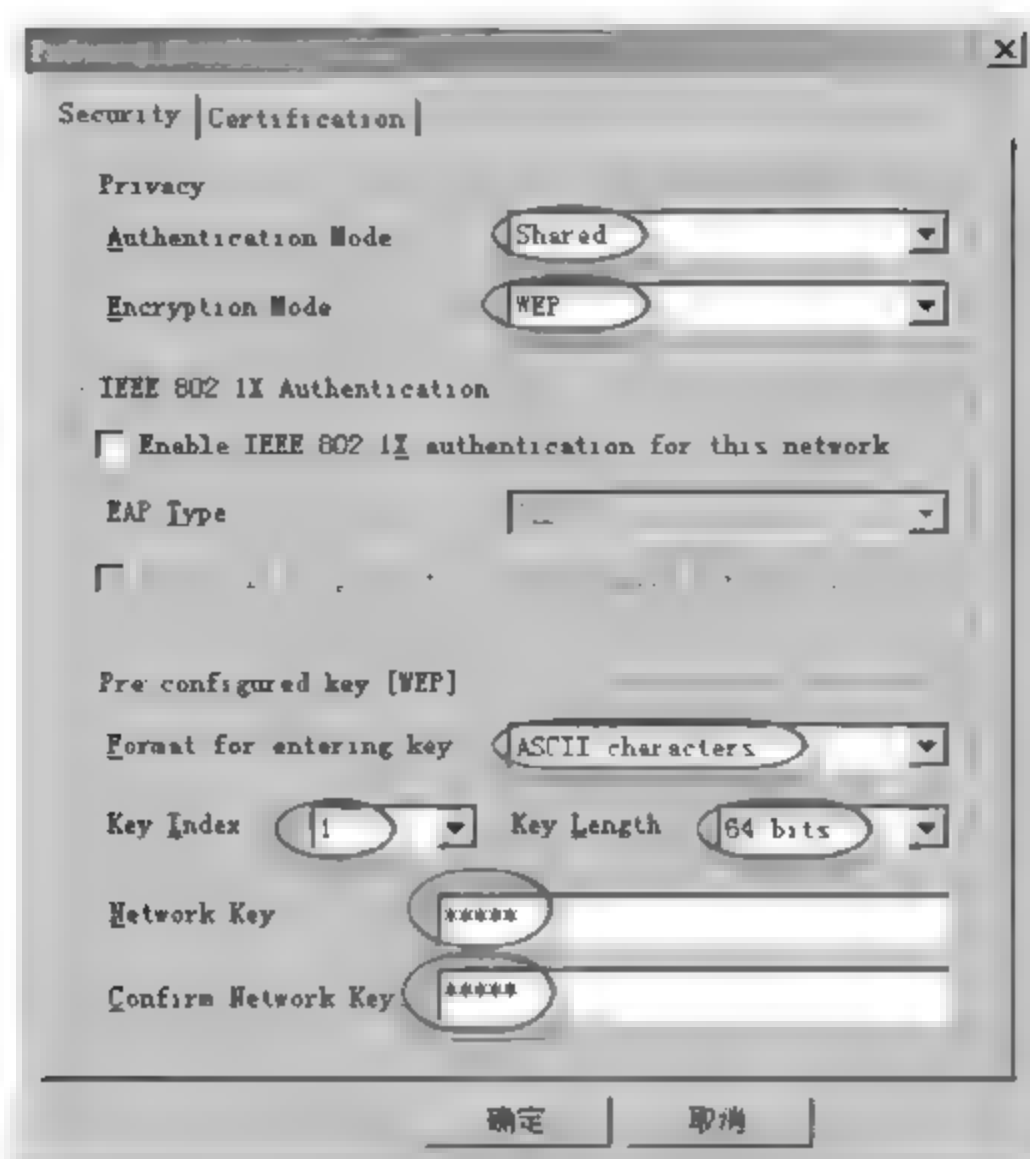 Security Certification
Privacy
Authentication Mode Shared
Encryption Mode WEP
IEEE 802 1X Authentication
Enable IEEE 802 1X authentication for this network
EAP Type
Pre configured key [WEP]
Format for entering key ASCII characters
Key Index 1 Key Length 64 bits
Network Key *****
Confirm Network Key *****
确定 取消